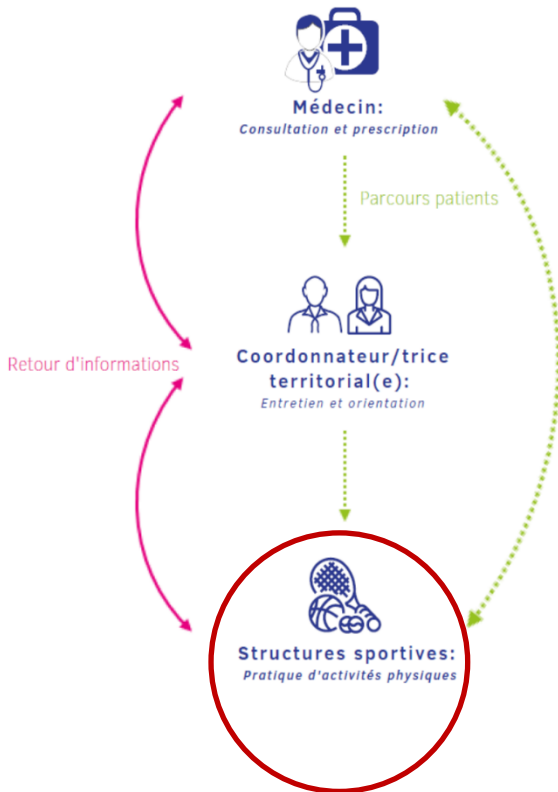 Médecin:
Consultation et prescription
Parcours patients
Retour d'informations
Coordonnateur/trice
territorial(e):
Entretien et orientation
Structures sportives:
Pratique d'activités physiques